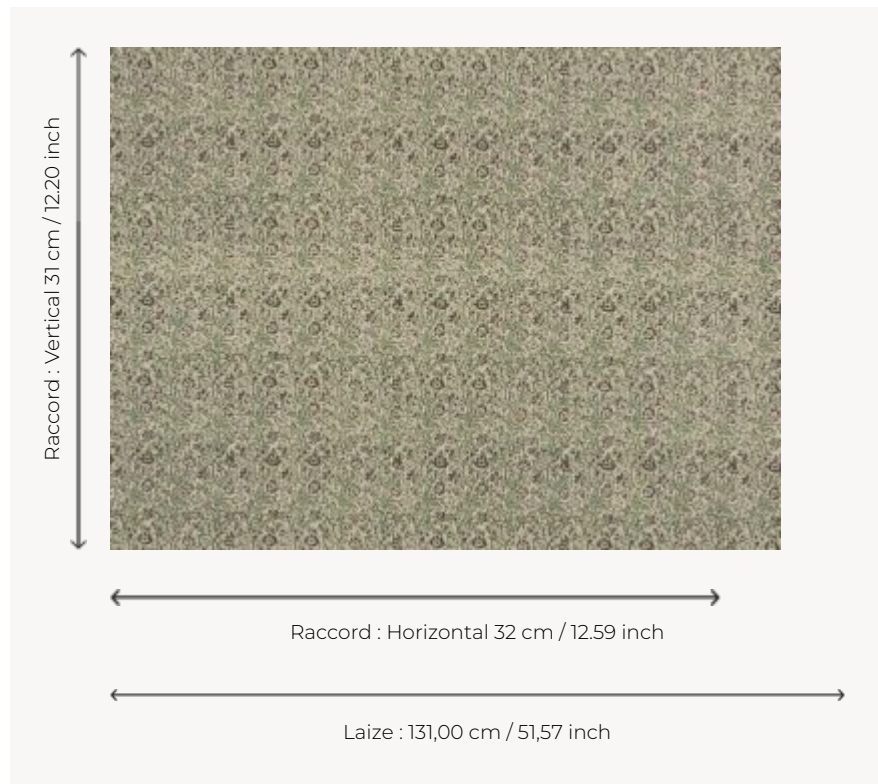 Raccord : Vertical 31 cm / 12.20 inch
Raccord : Horizontal 32 cm / 12.59 inch
Laize : 131,00 cm / 51,57 inch